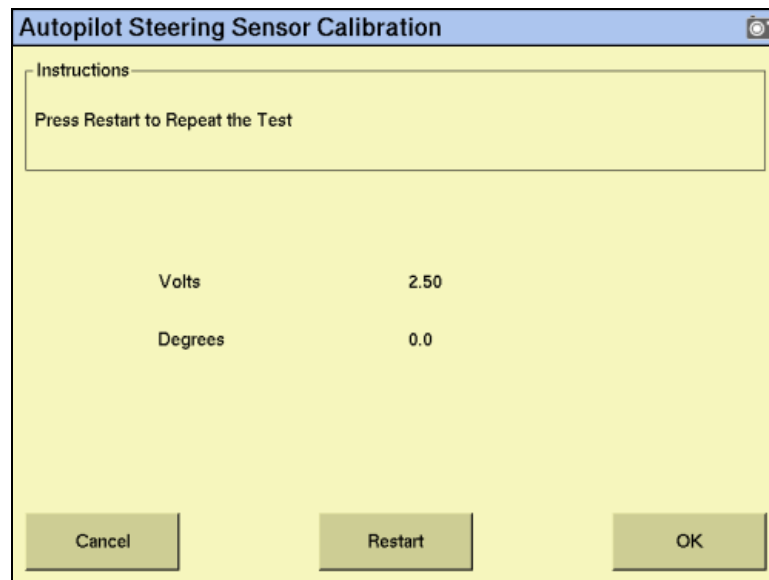 Autopilot Steering Sensor Calibration
Instructions
Press Restart to Repeat the Test
Volts 2.50
Degrees 0.0
Cancel Restart OK